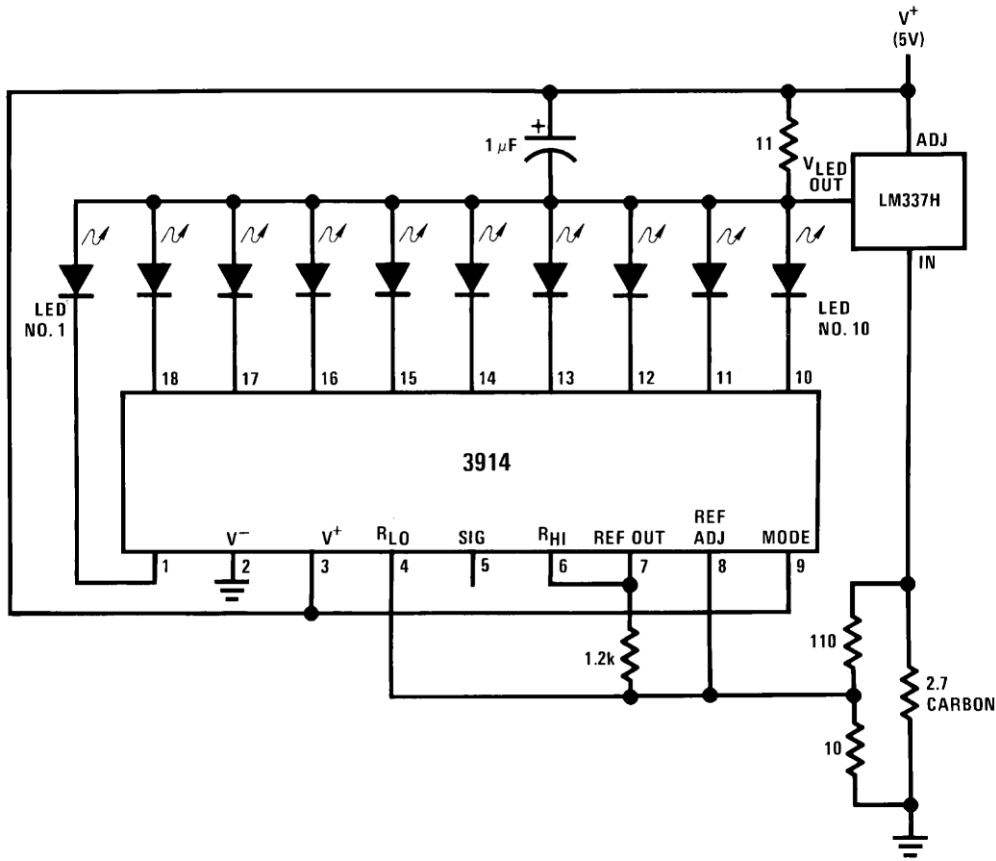 V+
(5V)
ADJ
+
1 μF
11
VLED
OUT
LM337H
IN
LED
NO. 1
LED
NO. 10
18
17
16
15
14
13
12
11
10
3914
V−
V+
RLO
SIG
RHI
REF OUT
REF
ADJ
MODE
1
2
3
4
5
6
7
8
9
1.2k
110
2.7
CARBON
10